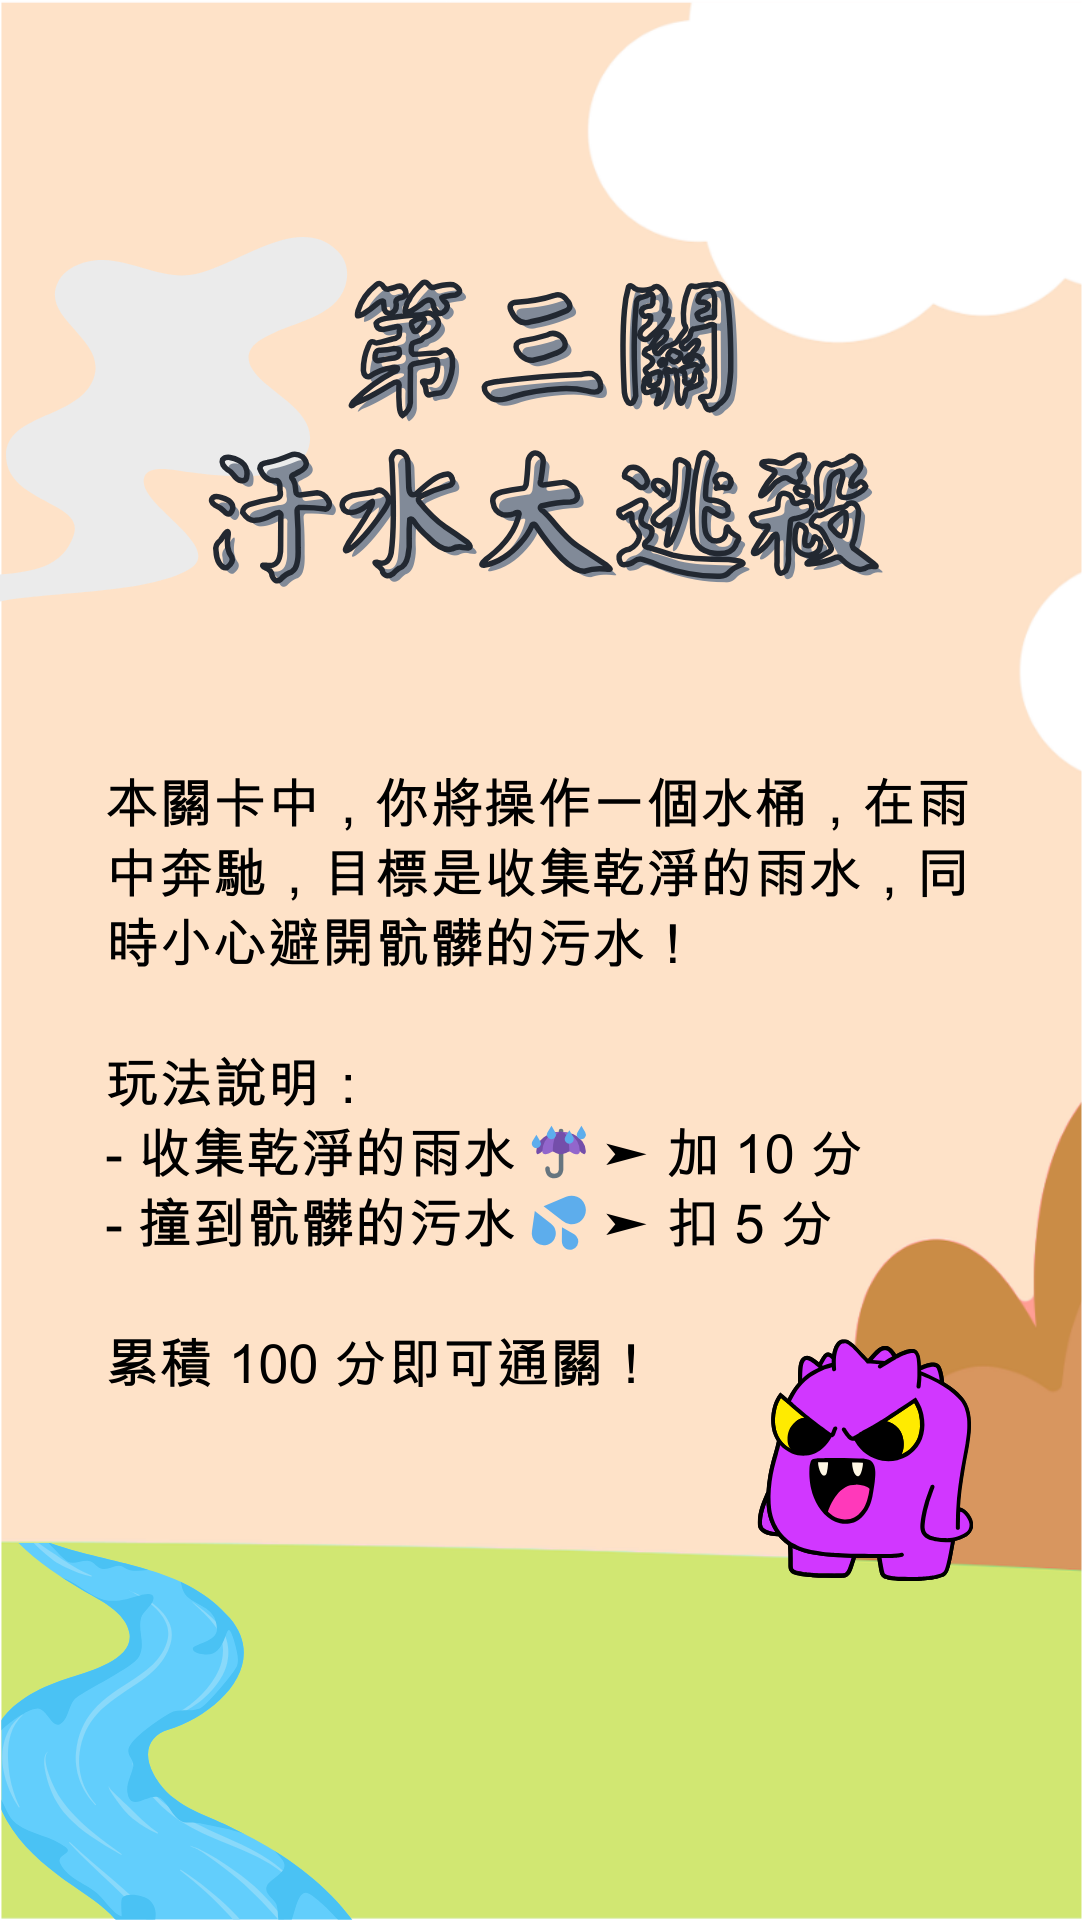 第三關
汙水大逃殺
本關卡中，你將操作一個水桶，在雨
中奔馳，目標是收集乾淨的雨水，同
時小心避開骯髒的污水！
玩法說明：
- 收集乾淨的雨水 ☔ ➤ 加 10 分
- 撞到骯髒的污水 💦 ➤ 扣 5 分
累積 100 分即可通關！